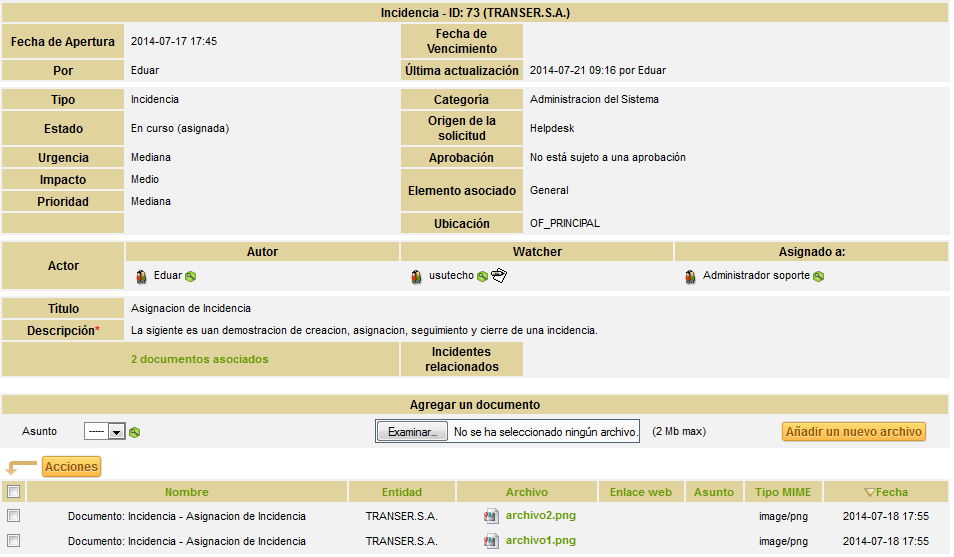 Incidencia - ID: 73 (TRANSER.S.A.)
Fecha de Apertura 2014-07-17 17:45 Fecha de Vencimiento
Por Eduar Última actualización 2014-07-21 09:16 por Eduar
Tipo Incidencia Categoría Administracion del Sistema
Estado En curso (asignada) Origen de la solicitud Helpdesk
Urgencia Mediana Aprobación No está sujeto a una aprobación
Impacto Medio Elemento asociado General
Prioridad Mediana
Ubicación OF_PRINCIPAL
Actor Autor Watcher Asignado a:
Eduar usutecho Administrador soporte
Título Asignacion de Incidencia
Descripción* La sigiente es uan demostracion de creacion, asignacion, seguimiento y cierre de una incidencia.
2 documentos asociados Incidentes relacionados
Agregar un documento
Asunto ----- Examinar... No se ha seleccionado ningún archivo. (2 Mb max) Añadir un nuevo archivo
Acciones
Nombre Entidad Archivo Enlace web Asunto Tipo MIME Fecha
Documento: Incidencia - Asignacion de Incidencia TRANSER.S.A. archivo2.png image/png 2014-07-18 17:55
Documento: Incidencia - Asignacion de Incidencia TRANSER.S.A. archivo1.png image/png 2014-07-18 17:55